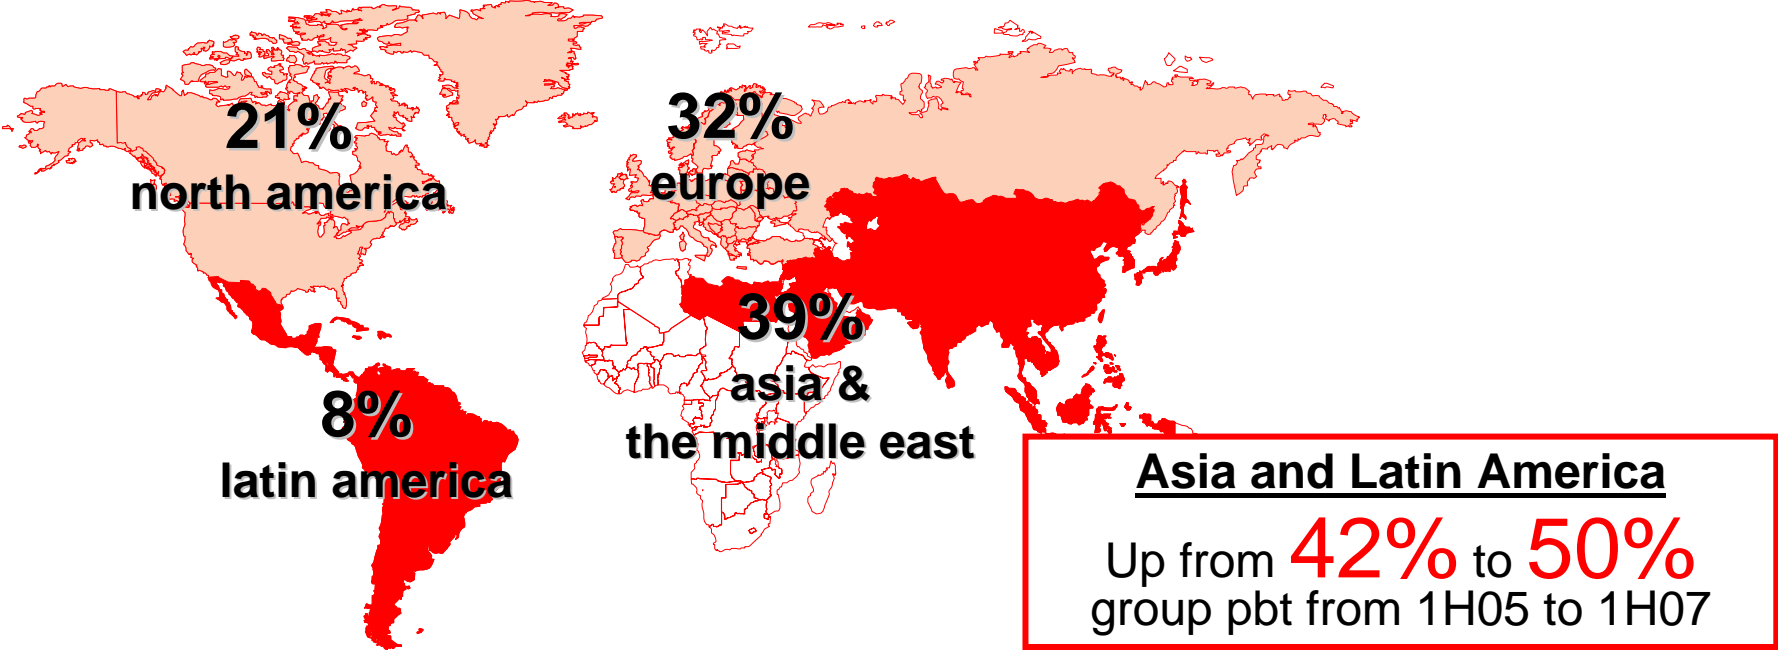 21%
north america
32%
europe
39%
asia &
the middle east
8%
latin america
Asia and Latin America
Up from 42% to 50%
group pbt from 1H05 to 1H07